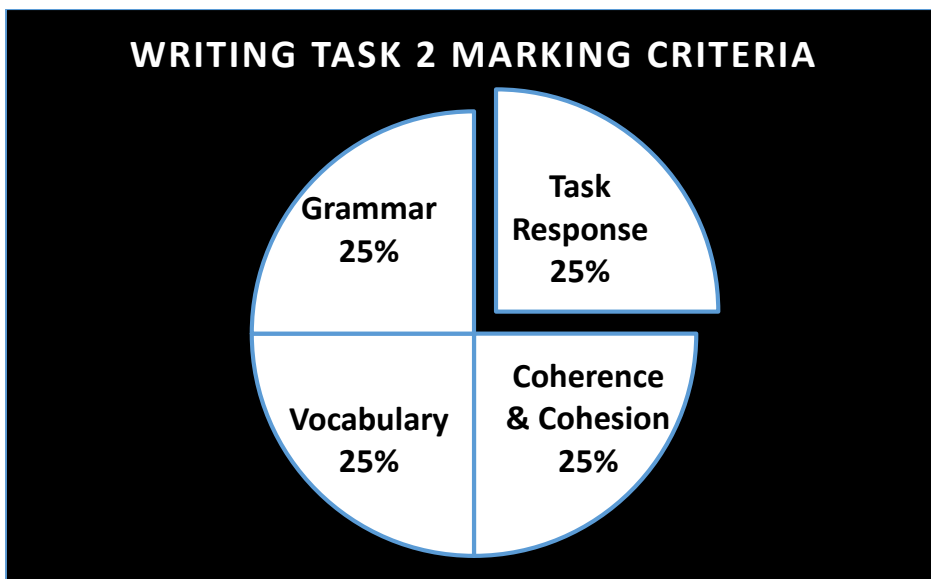 WRITING TASK 2 MARKING CRITERIA
Grammar
25%
Task
Response
25%
Vocabulary
25%
Coherence
& Cohesion
25%